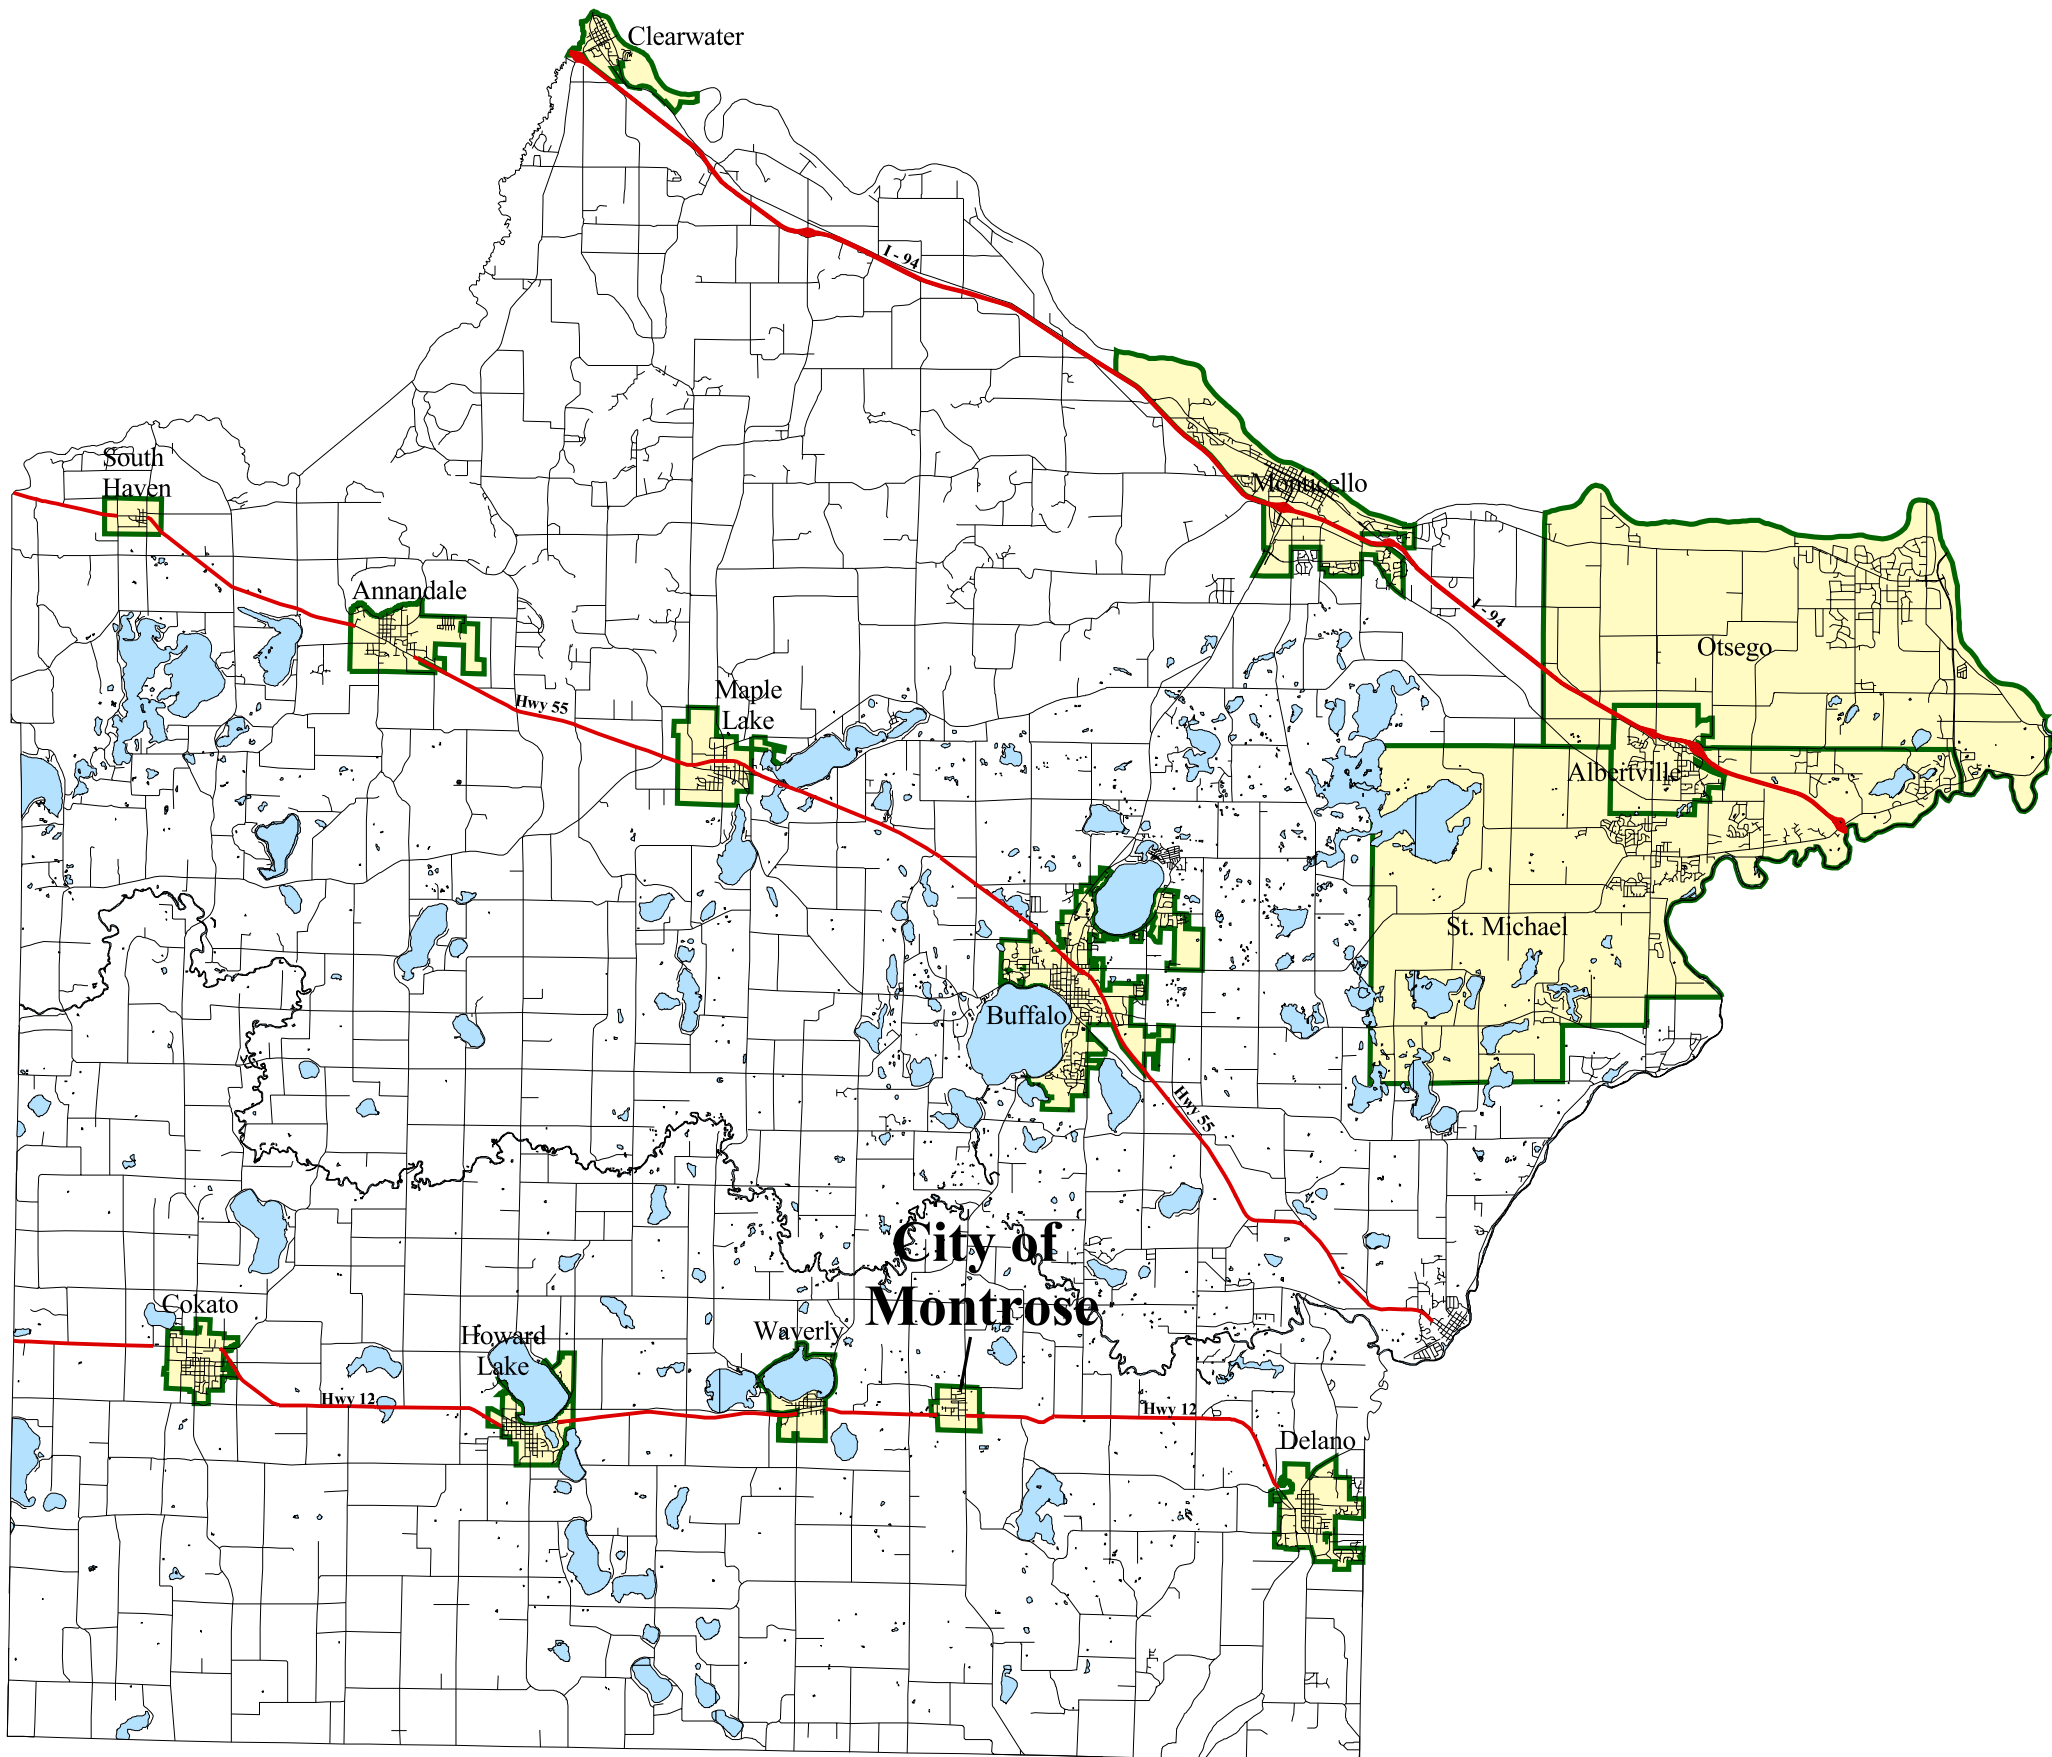 Clearwater
I - 94
South
Haven
Monticello
Annandale
I - 94
Otsego
Maple
Lake
Hwy 55
Albertville
St. Michael
Buffalo
Hwy 55
City of
Montrose
Cokato
Howard
Lake
Waverly
Hwy 12
Hwy 12
Delano